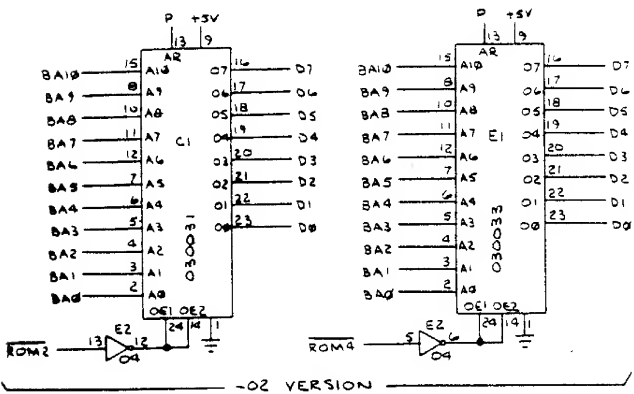 P +5V
13 9
AR
BA10 15 A10 O7 16 D7
BA9 8 A9 O6 17 D6
BA8 10 A8 O5 18 D5
BA7 11 A7 C1 O4 19 D4
BA6 12 A6 O3 20 D3
BA5 7 A5 O2 21 D2
BA4 6 A4 O1 22 D1
BA3 5 A3 O0 23 D0
BA2 4 A2
BA1 3 A1
BA0 2 A0
OE1 OE2
24 14 1
ROM2 13 E2 12
04
P +5V
13 9
AR
BA10 15 A10 O7 16 D7
BA9 8 A9 O6 17 D6
BA8 10 A8 O5 18 D5
BA7 11 A7 E1 O4 19 D4
BA6 12 A6 O3 20 D3
BA5 7 A5 O2 21 D2
BA4 6 A4 O1 22 D1
BA3 5 A3 O0 23 D0
BA2 4 A2
BA1 3 A1
BA0 2 A0
OE1 OE2
24 14 1
ROM4 5 E2 6
04
-02 VERSION